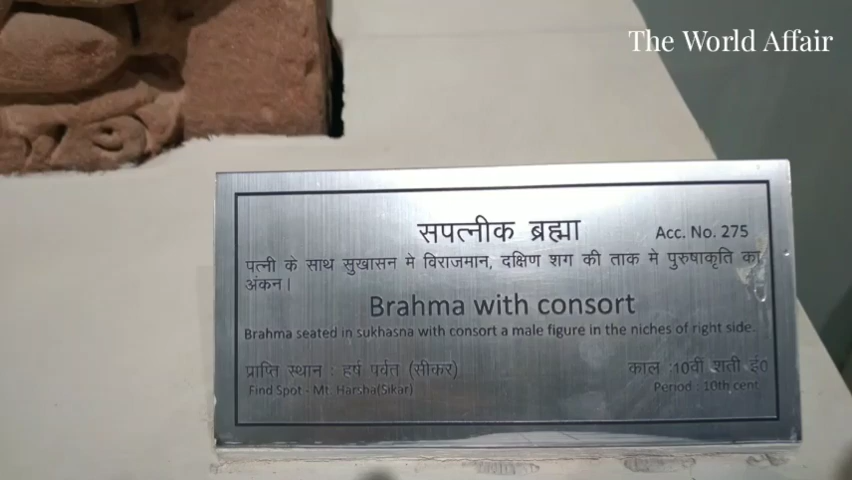 The World Affair
सपत्नीक ब्रह्मा
Acc. No. 275
पत्नी के साथ सुखासन मे विराजमान, दक्षिण शग की ताक मे पुरुषाकृति का
अंकन।
Brahma with consort
Brahma seated in sukhasna with consort a male figure in the niches of right side.
प्राप्ति स्थान : हर्ष पर्वत (सीकर)
काल :10वीं शती ई0
Find Spot - Mt. Harsha(Sikar)
Period : 10th cent.